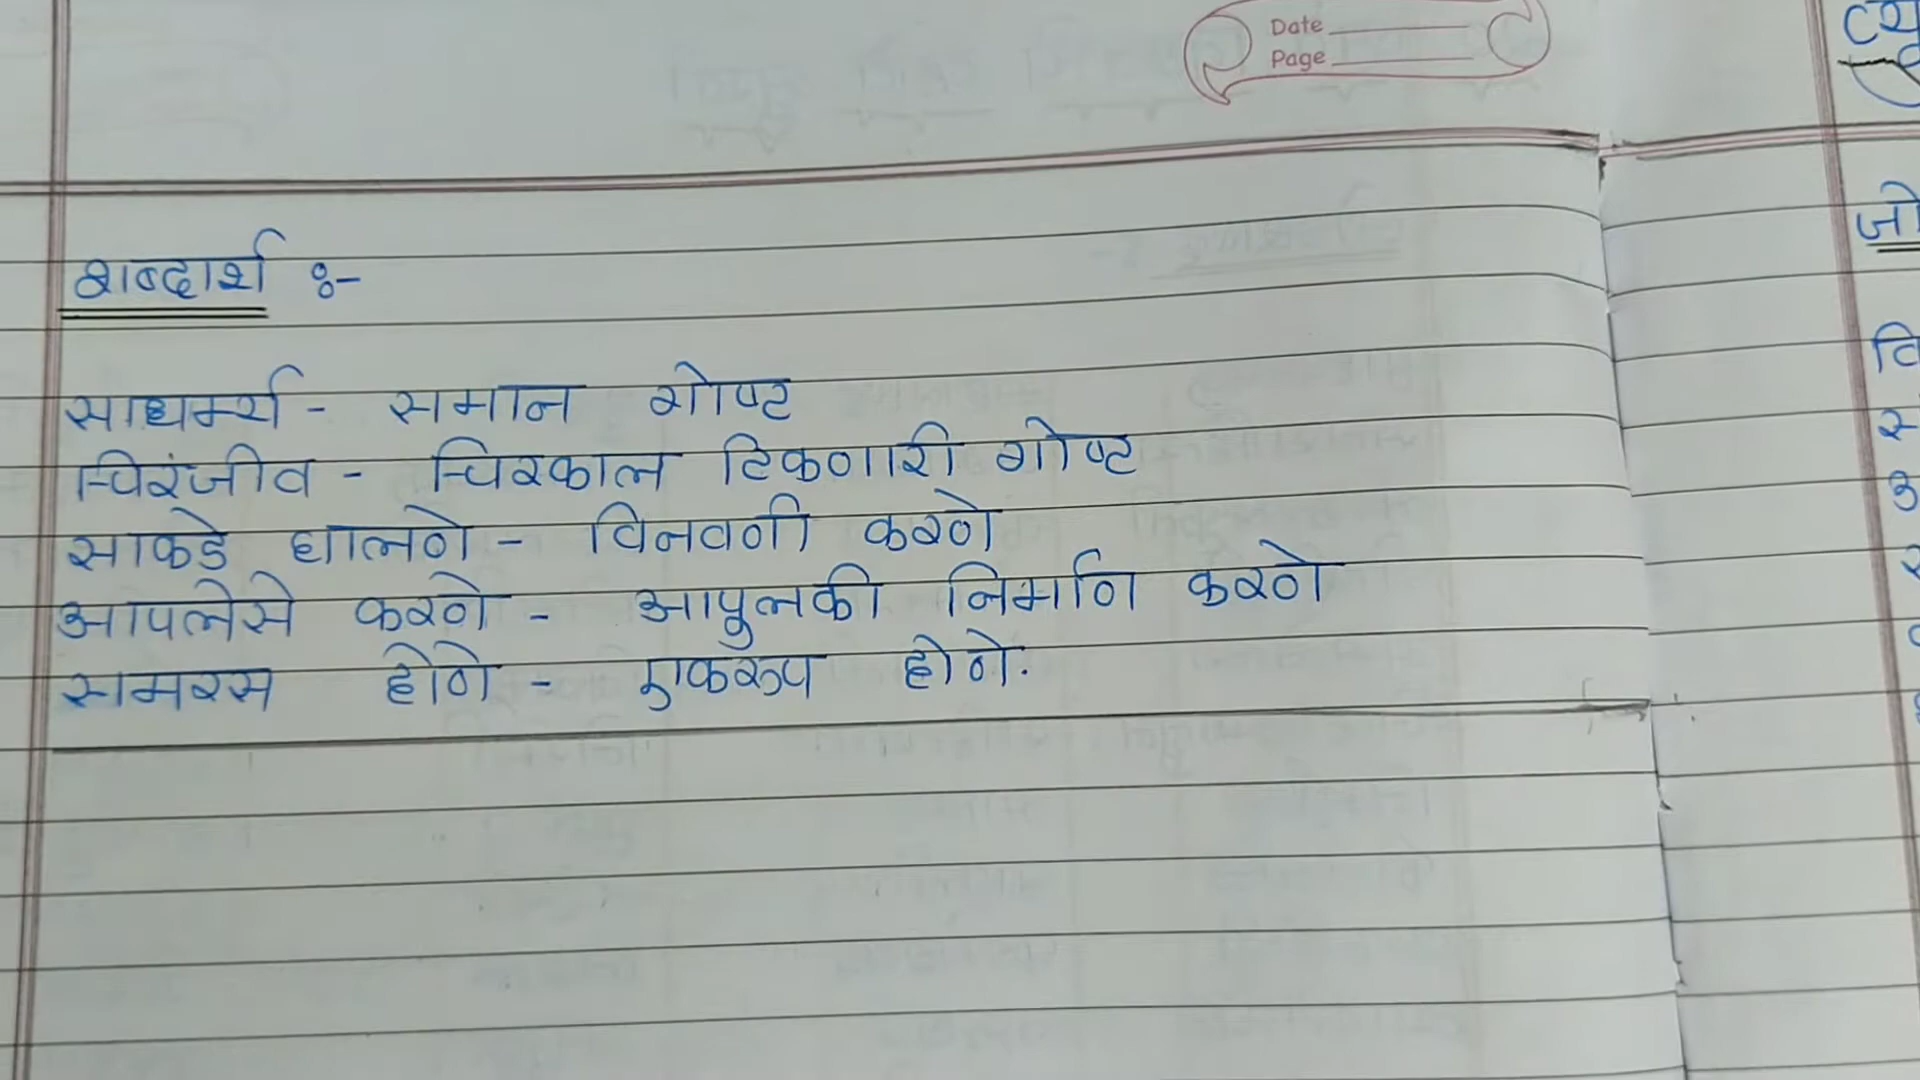 Date
Page
शब्दार्थ :-
साधर्म्य - समान गोष्ट
चिरंजीव - चिरकाल टिकणारी गोष्ट
साकडे घालणे - विनवणी करणे
आपलेसे करणे - आपुलकी निर्माण करणे
समरस होणे - एकरूप होणे.